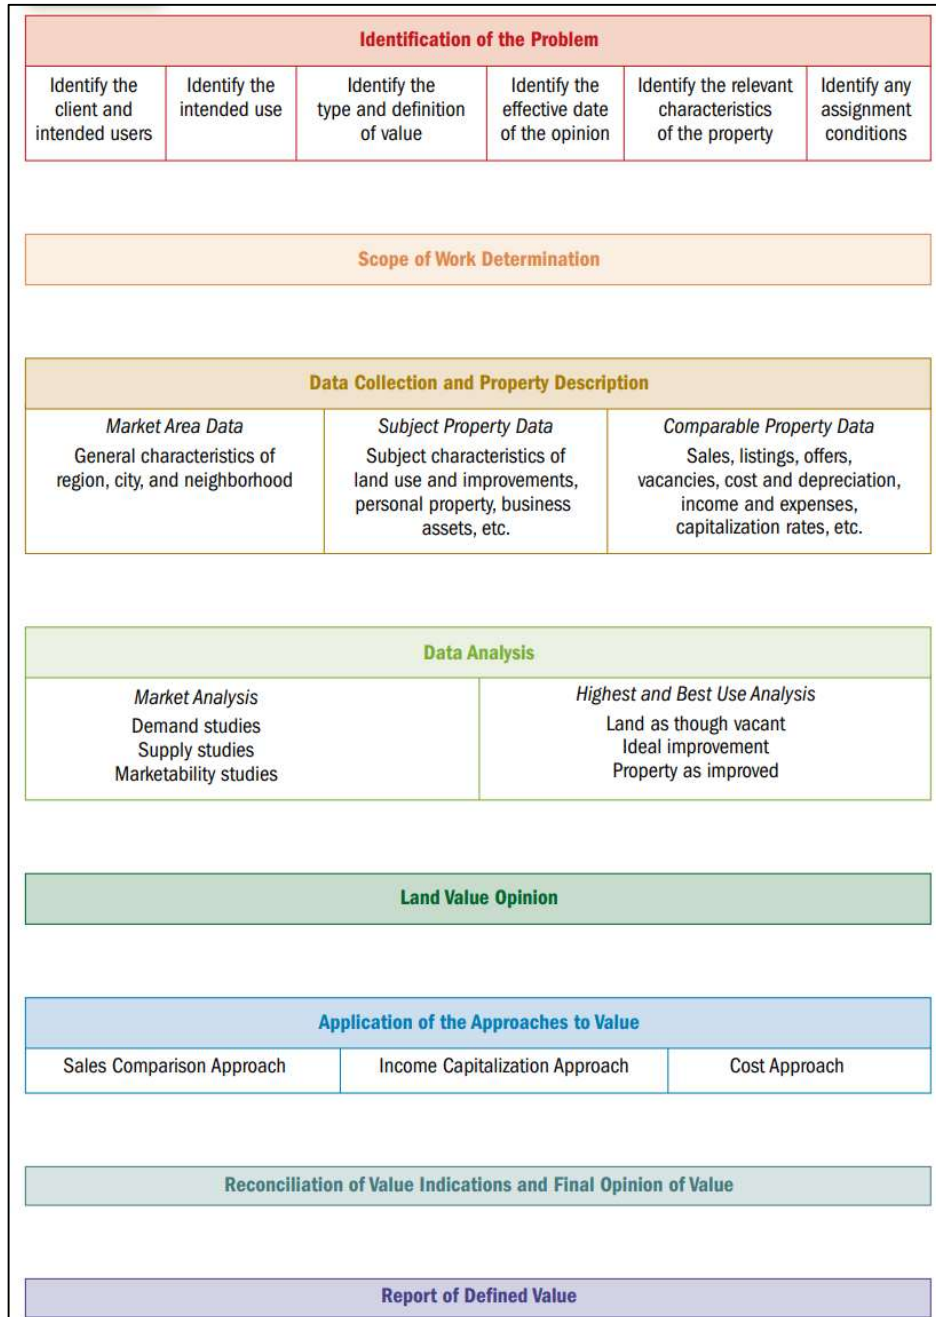 Identification of the Problem
Identify the
client and
intended users
Identify the
intended use
Identify the
type and definition
of value
Identify the
effective date
of the opinion
Identify the relevant
characteristics
of the property
Identify any
assignment
conditions
Scope of Work Determination
Data Collection and Property Description
Market Area Data
General characteristics of
region, city, and neighborhood
Subject Property Data
Subject characteristics of
land use and improvements,
personal property, business
assets, etc.
Comparable Property Data
Sales, listings, offers,
vacancies, cost and depreciation,
income and expenses,
capitalization rates, etc.
Data Analysis
Market Analysis
Demand studies
Supply studies
Marketability studies
Highest and Best Use Analysis
Land as though vacant
Ideal improvement
Property as improved
Land Value Opinion
Application of the Approaches to Value
Sales Comparison Approach
Income Capitalization Approach
Cost Approach
Reconciliation of Value Indications and Final Opinion of Value
Report of Defined Value